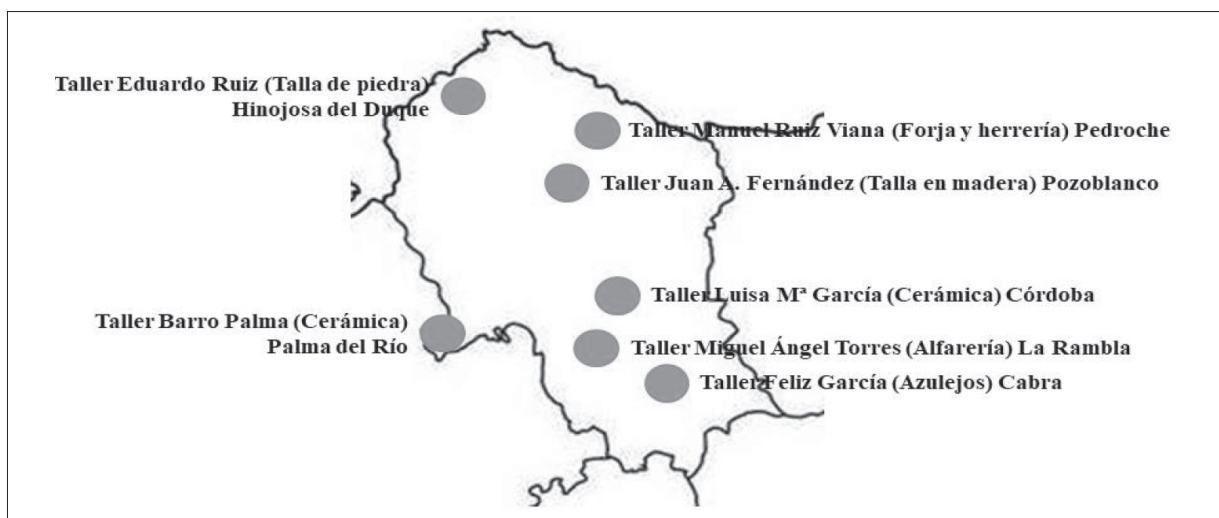 Taller Eduardo Ruiz (Talla de piedra)
Hinojosa del Duque
Taller Manuel Ruiz Viana (Forja y herrería) Pedroche
Taller Juan A. Fernández (Talla en madera) Pozoblanco
Taller Luisa Mª García (Cerámica) Córdoba
Taller Barro Palma (Cerámica)
Palma del Río
Taller Miguel Ángel Torres (Alfarería) La Rambla
Taller Feliz García (Azulejos) Cabra